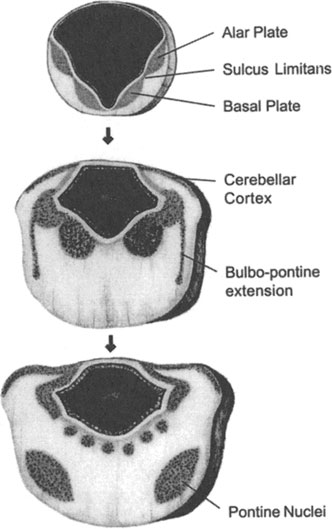 Alar Plate
Sulcus Limitans
Basal Plate
Cerebellar
Cortex
Bulbo-pontine
extension
Pontine Nuclei